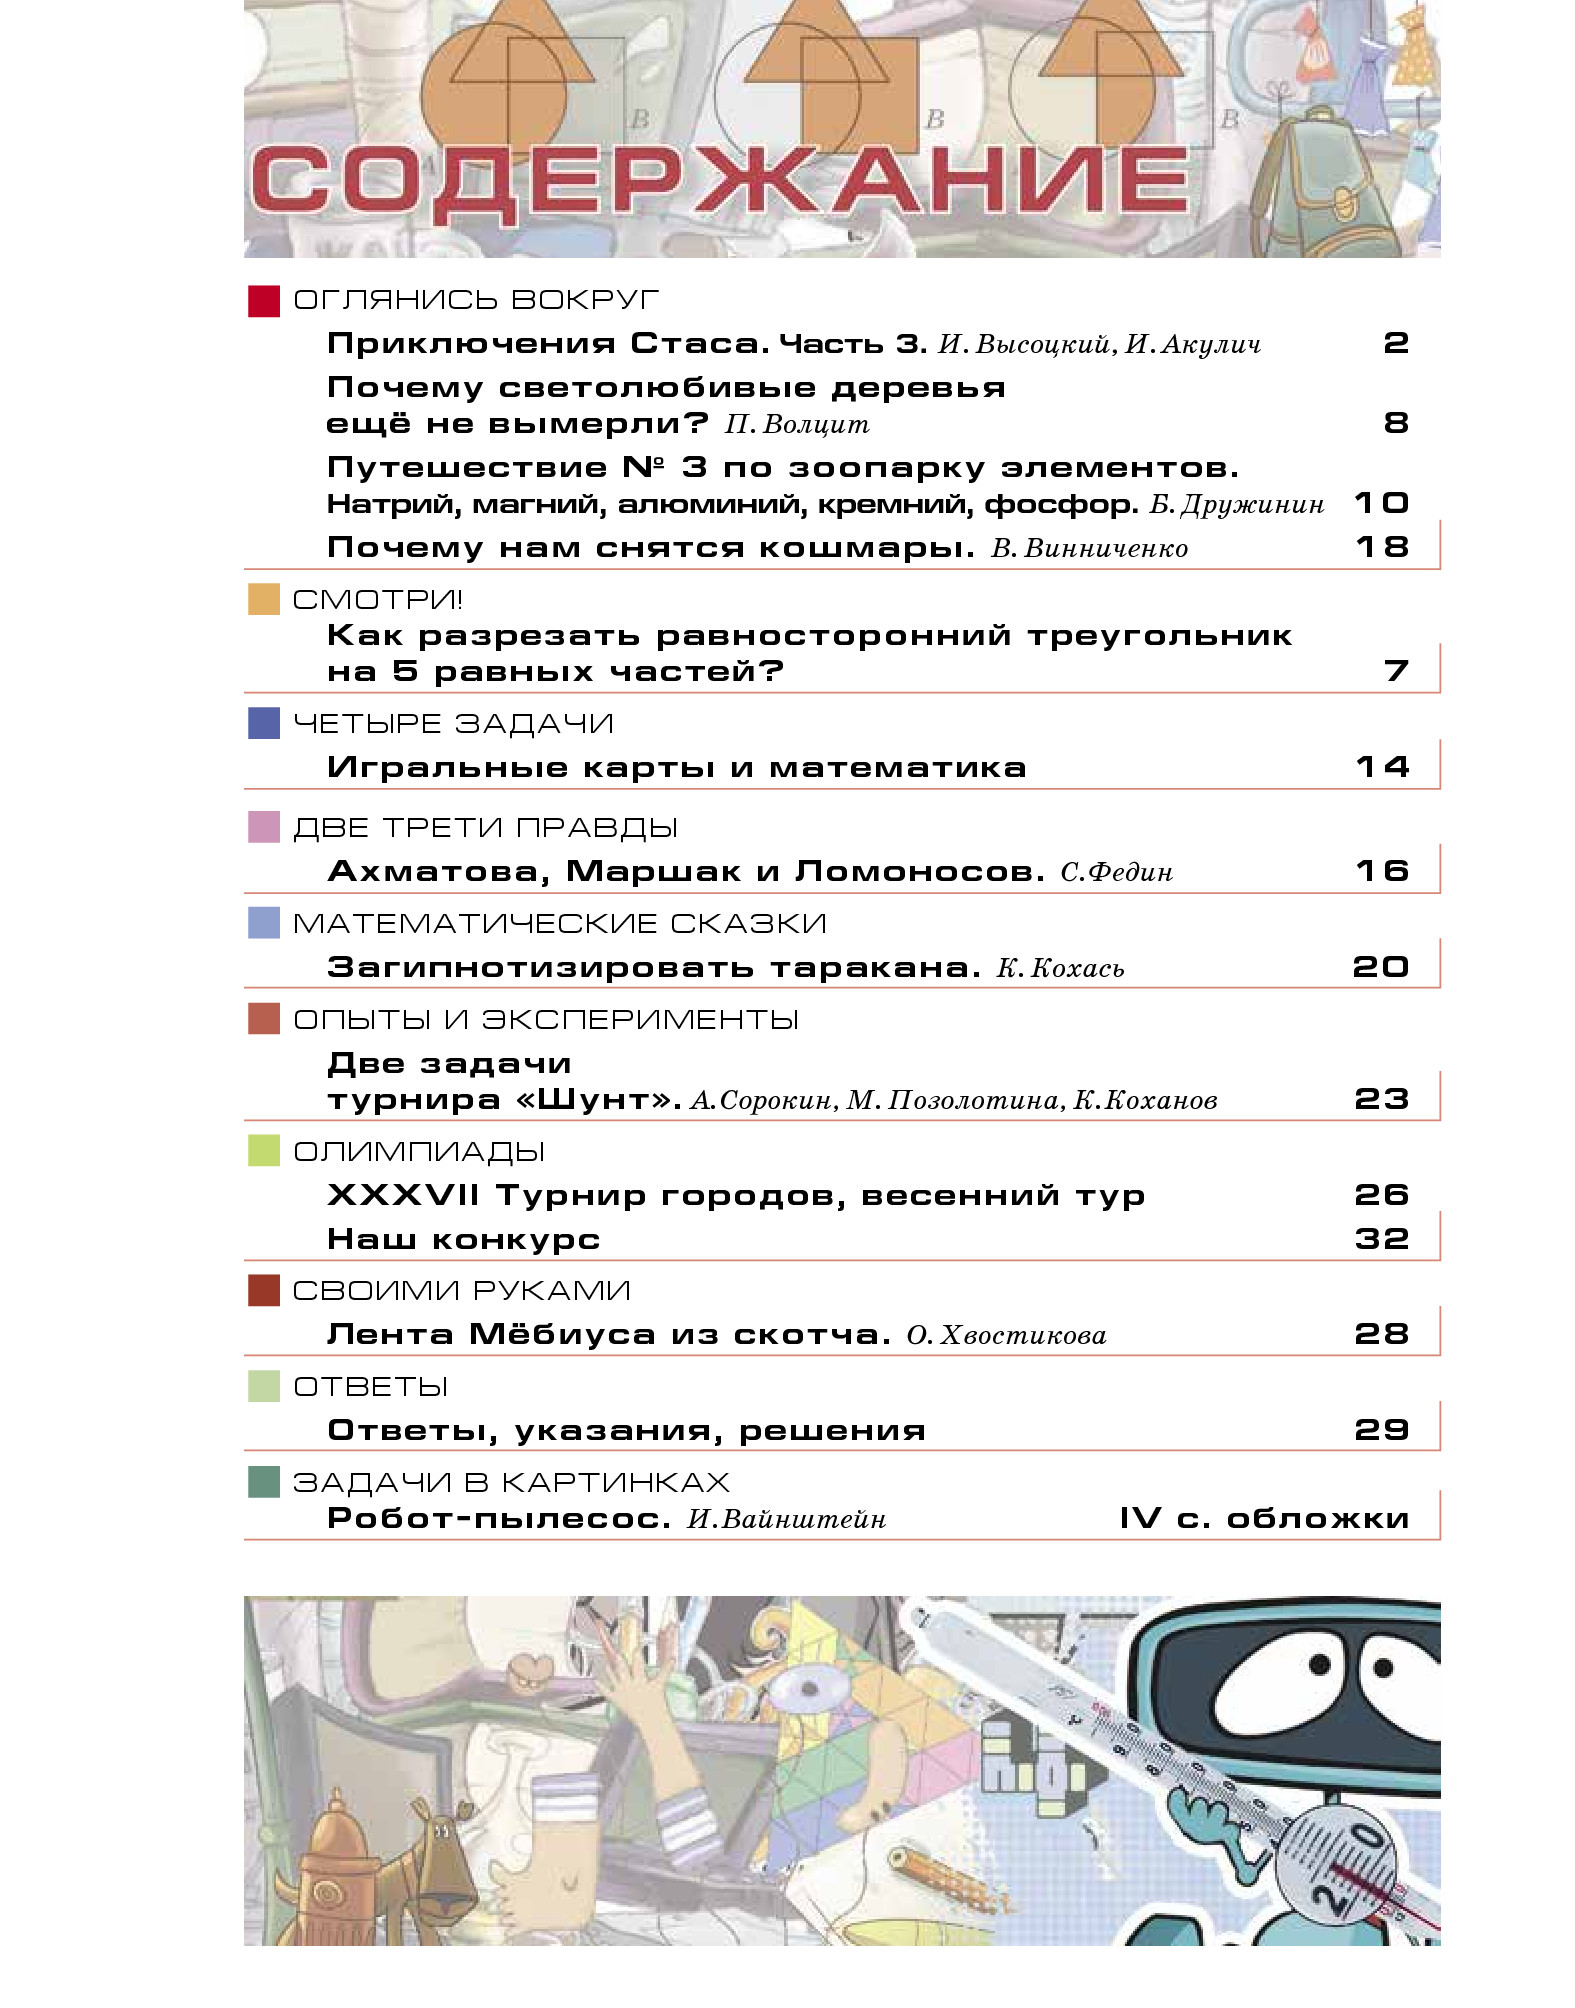 B
B
B
СОДЕРЖАНИЕ
ОГЛЯНИСЬ ВОКРУГ
Приключения Стаса. Часть 3. И. Высоцкий, И. Акулич 2
Почему светолюбивые деревья
ещё не вымерли? П. Волцит 8
Путешествие № 3 по зоопарку элементов.
Натрий, магний, алюминий, кремний, фосфор. Б. Дружинин 10
Почему нам снятся кошмары. В. Винниченко 18
СМОТРИ!
Как разрезать равносторонний треугольник
на 5 равных частей? 7
ЧЕТЫРЕ ЗАДАЧИ
Игральные карты и математика 14
ДВЕ ТРЕТИ ПРАВДЫ
Ахматова, Маршак и Ломоносов. С.Федин 16
МАТЕМАТИЧЕСКИЕ СКАЗКИ
Загипнотизировать таракана. К. Кохась 20
ОПЫТЫ И ЭКСПЕРИМЕНТЫ
Две задачи
турнира «Шунт». А.Сорокин, М. Позолотина, К.Коханов 23
ОЛИМПИАДЫ
XXXVII Турнир городов, весенний тур 26
Наш конкурс 32
СВОИМИ РУКАМИ
Лента Мёбиуса из скотча. О. Хвостикова 28
ОТВЕТЫ
Ответы, указания, решения 29
ЗАДАЧИ В КАРТИНКАХ
Робот-пылесос. И.Вайнштейн IV с. обложки
0
2